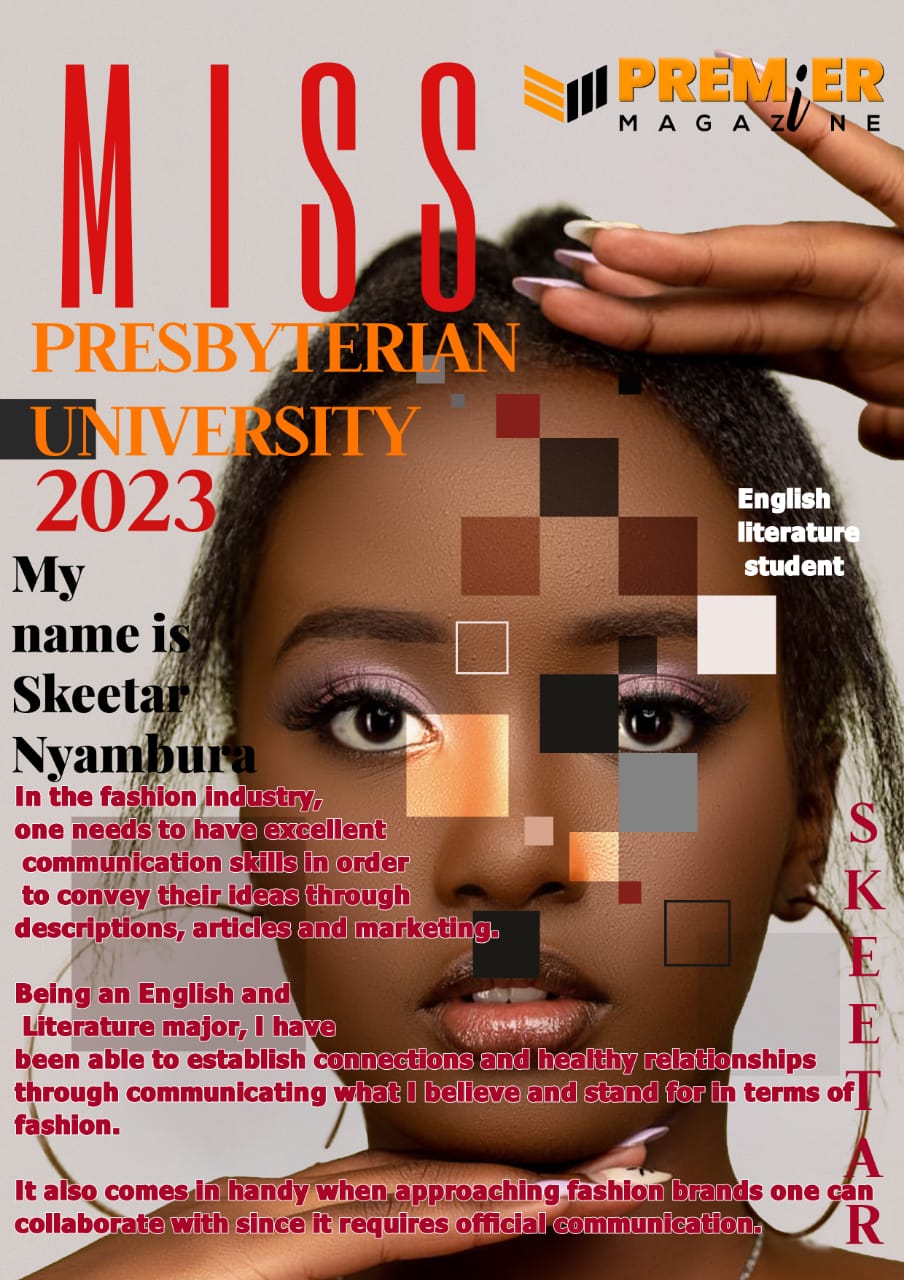 MISS
PREMiER
MAGAZiNE
PRESBYTERIAN
UNIVERSITY
2023
English
literature
student
My
name is
Skeetar
Nyambura
In the fashion industry,
one needs to have excellent
communication skills in order
to convey their ideas through
descriptions, articles and marketing.
Being an English and
Literature major, I have
been able to establish connections and healthy relationships
through communicating what I believe and stand for in terms of
fashion.
It also comes in handy when approaching fashion brands one can
collaborate with since it requires official communication.
SKEETAR